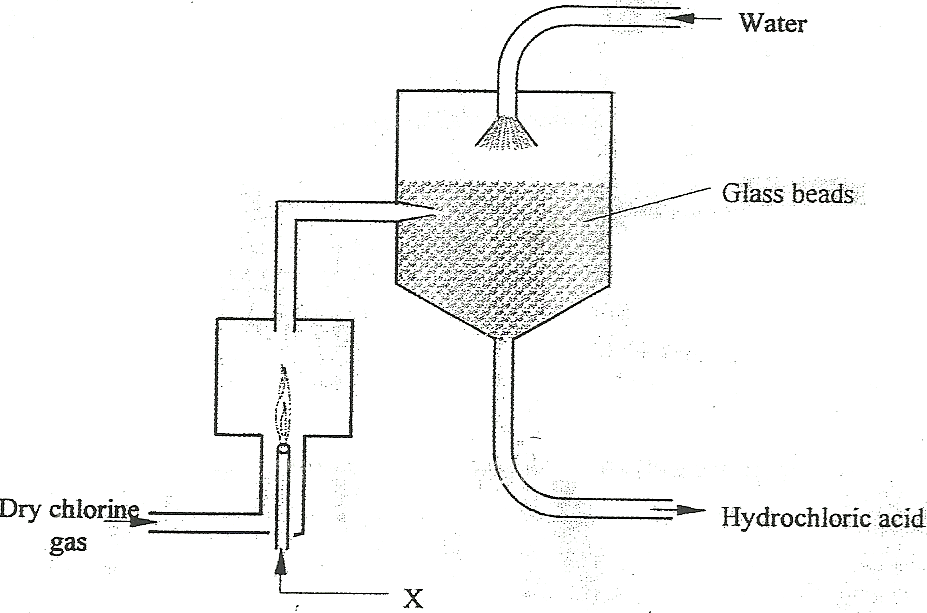 Water
Glass beads
Dry chlorine
gas
Hydrochloric acid
X